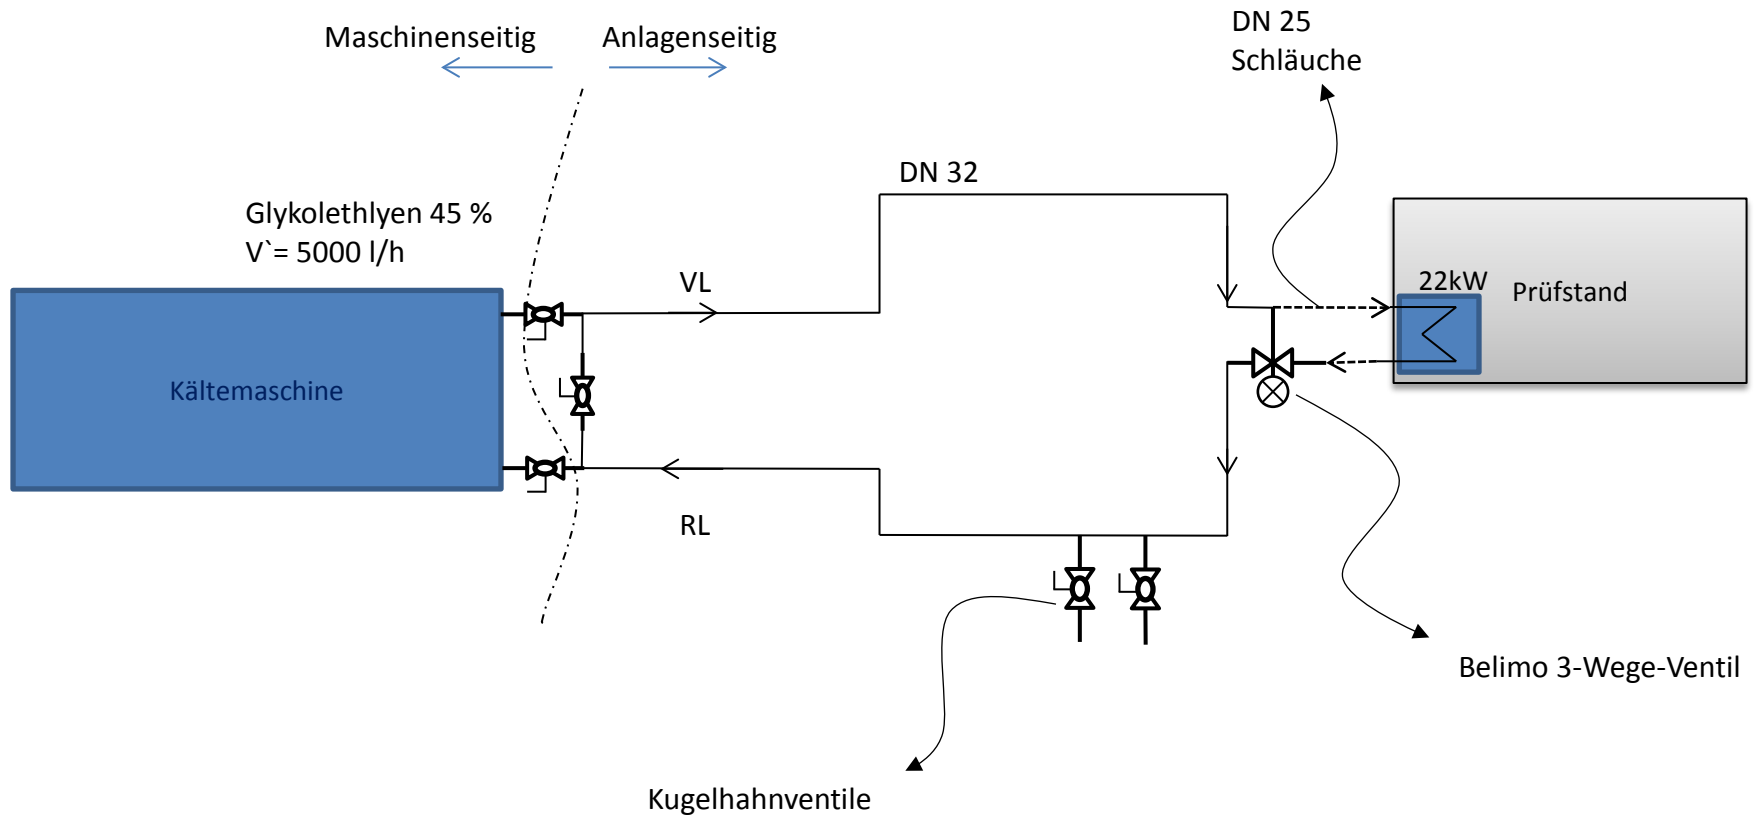 Maschinenseitig
Anlagenseitig
DN 25
Schläuche
DN 32
Glykolethlyen 45 %
V`= 5000 l/h
VL
22kW
Prüfstand
Kältemaschine
RL
Belimo 3-Wege-Ventil
Kugelhahnventile